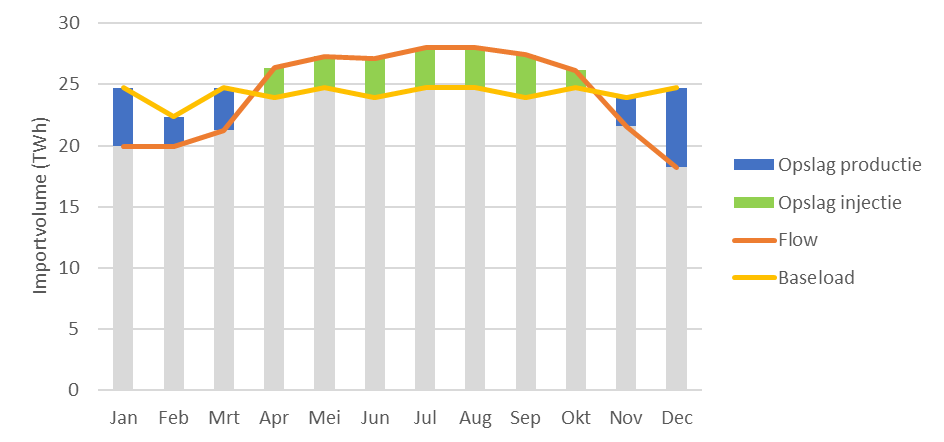 Importvolume (TWh)
30
25
20
15
10
5
0
Jan Feb Mrt Apr Mei Jun Jul Aug Sep Okt Nov Dec
Opslag productie
Opslag injectie
Flow
Baseload